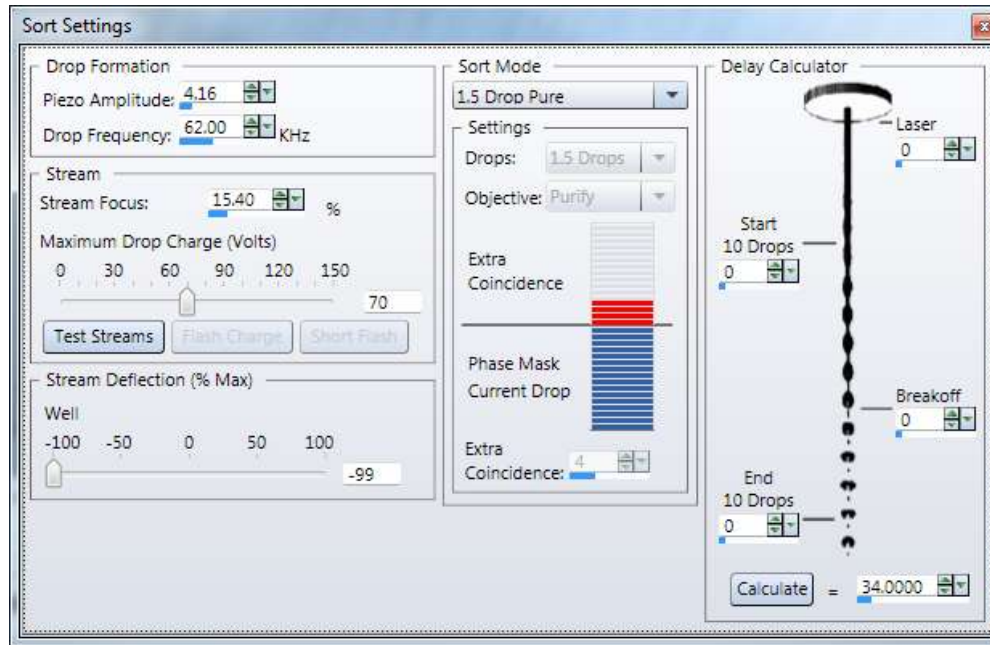 Sort Settings
Drop Formation
Piezo Amplitude: 4.16
Drop Frequency: 62.00 KHz
Stream
Stream Focus: 15.40 %
Maximum Drop Charge (Volts)
0 30 60 90 120 150
70
Test Streams Flash Charge Short Flash
Stream Deflection (% Max)
Well
-100 -50 0 50 100
-99
Sort Mode
1.5 Drop Pure
Settings
Drops: 1.5 Drops
Objective: Purify
Extra
Coincidence
Phase Mask
Current Drop
Extra
Coincidence: 4
Delay Calculator
Laser
0
Start
10 Drops
0
Breakoff
0
End
10 Drops
0
Calculate = 34.0000